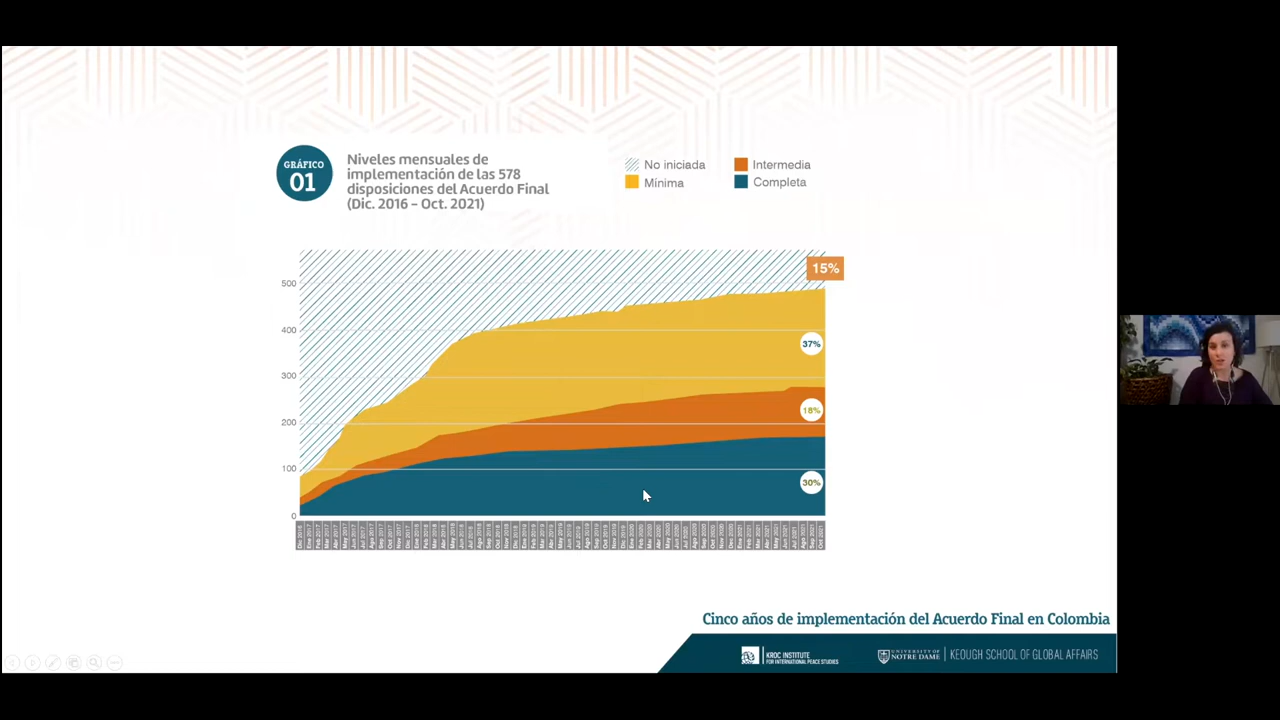 GRÁFICO
01
Niveles mensuales de
implementación de las 578
disposiciones del Acuerdo Final
(Dic. 2016 – Oct. 2021)
No iniciada
Intermedia
Mínima
Completa
15%
500
400
300
200
100
0
37%
18%
30%
Cinco años de implementación del Acuerdo Final en Colombia
KROC INSTITUTE
FOR INTERNATIONAL PEACE STUDIES
UNIVERSITY OF
NOTRE DAME
KEOUGH SCHOOL OF GLOBAL AFFAIRS